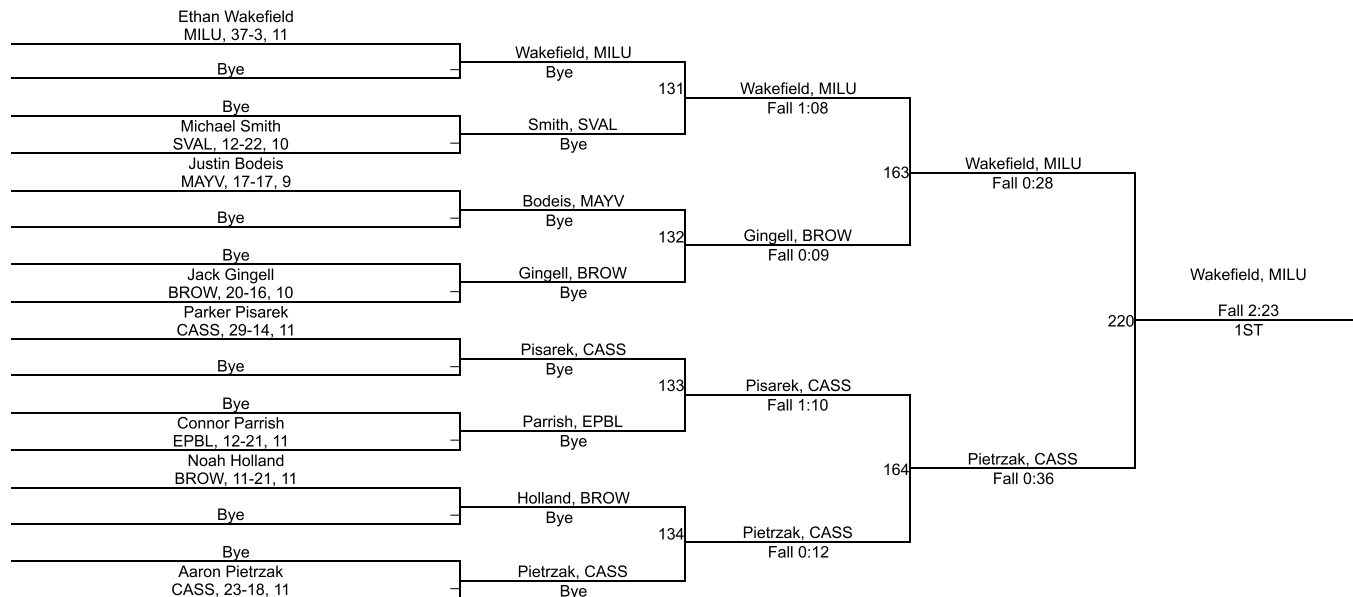 Ethan Wakefield
MILU, 37-3, 11
Bye
Bye
Michael Smith
SVAL, 12-22, 10
Justin Bodeis
MAYV, 17-17, 9
Bye
Bye
Jack Gingell
BROW, 20-16, 10
Parker Pisarek
CASS, 29-14, 11
Bye
Bye
Connor Parrish
EPBL, 12-21, 11
Noah Holland
BROW, 11-21, 11
Bye
Bye
Aaron Pietrzak
CASS, 23-18, 11
Wakefield, MILU
Bye
131
Smith, SVAL
Bye
Bodeis, MAYV
Bye
132
Gingell, BROW
Bye
Pisarek, CASS
Bye
133
Parrish, EPBL
Bye
Holland, BROW
Bye
134
Pietrzak, CASS
Bye
Wakefield, MILU
Fall 1:08
163
Gingell, BROW
Fall 0:09
Pisarek, CASS
Fall 1:10
164
Pietrzak, CASS
Fall 0:12
Wakefield, MILU
Fall 0:28
220
Pietrzak, CASS
Fall 0:36
Wakefield, MILU
Fall 2:23
1ST